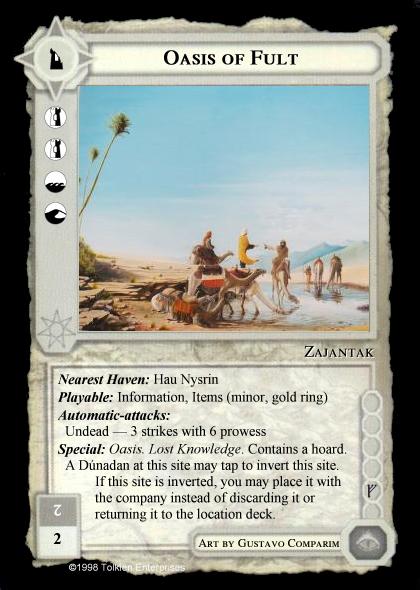 Oasis of Fult
Zajantak
Nearest Haven: Hau Nysrin
Playable: Information, Items (minor, gold ring)
Automatic-attacks:
Undead — 3 strikes with 6 prowess
Special: Oasis. Lost Knowledge. Contains a hoard.
A Dúnadan at this site may tap to invert this site.
If this site is inverted, you may place it with
the company instead of discarding it or
returning it to the location deck.
2
2
Art by Gustavo Comparim
©1998 Tolkien Enterprises